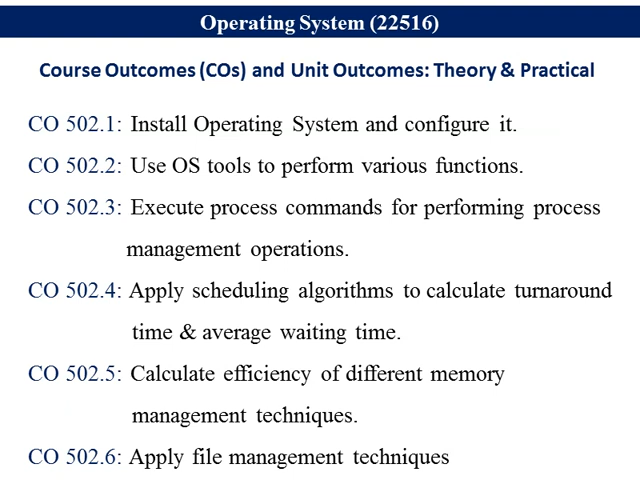 Operating System (22516)
Course Outcomes (COs) and Unit Outcomes: Theory & Practical
CO 502.1: Install Operating System and configure it.
CO 502.2: Use OS tools to perform various functions.
CO 502.3: Execute process commands for performing process
management operations.
CO 502.4: Apply scheduling algorithms to calculate turnaround
time & average waiting time.
CO 502.5: Calculate efficiency of different memory
management techniques.
CO 502.6: Apply file management techniques